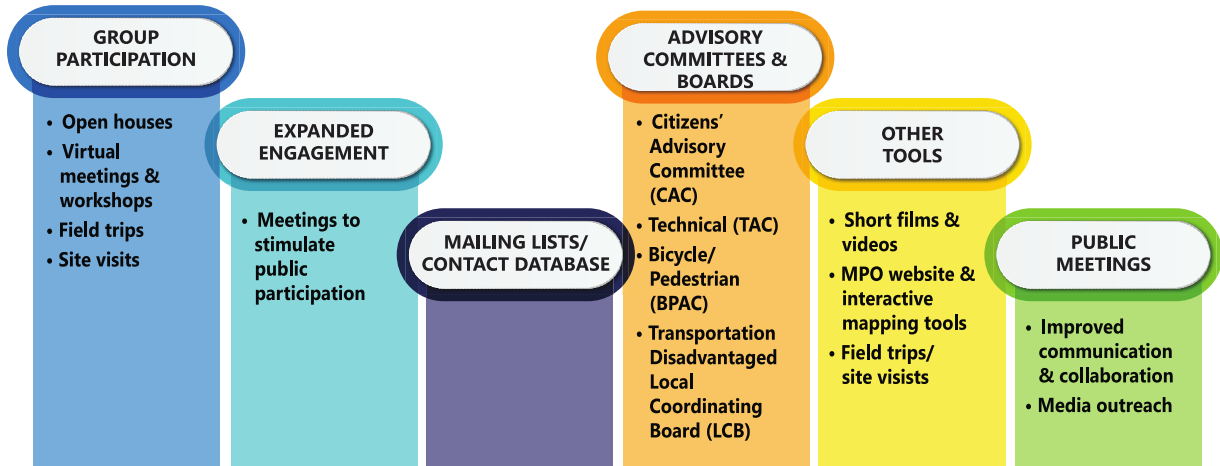 GROUP
PARTICIPATION
• Open houses
• Virtual
meetings &
workshops
• Field trips
• Site visits
EXPANDED
ENGAGEMENT
• Meetings to
stimulate
public
participation
MAILING LISTS/
CONTACT DATABASE
ADVISORY
COMMITTEES &
BOARDS
• Citizens’
Advisory
Committee
(CAC)
• Technical (TAC)
• Bicycle/
Pedestrian
(BPAC)
• Transportation
Disadvantaged
Local
Coordinating
Board (LCB)
OTHER
TOOLS
• Short films &
videos
• MPO website &
interactive
mapping tools
• Field trips/
site visists
PUBLIC
MEETINGS
• Improved
communication
& collaboration
• Media outreach